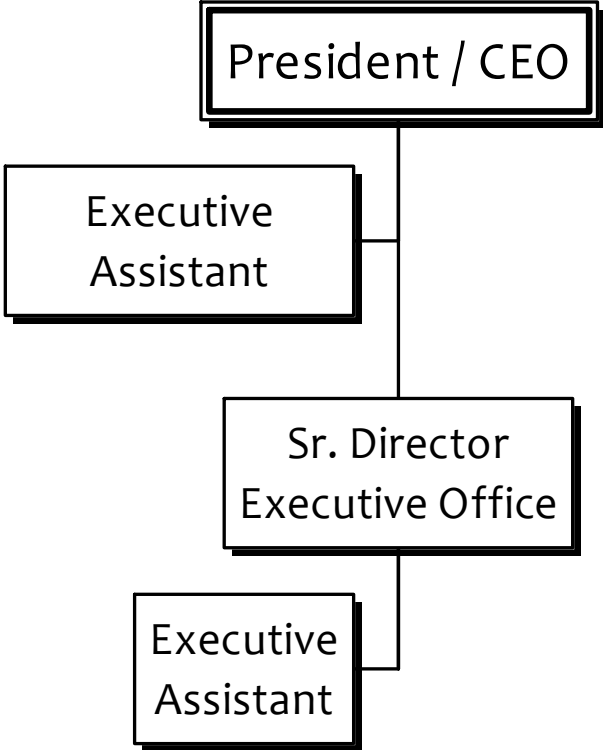 President / CEO
Executive
Assistant
Sr. Director
Executive Office
Executive
Assistant